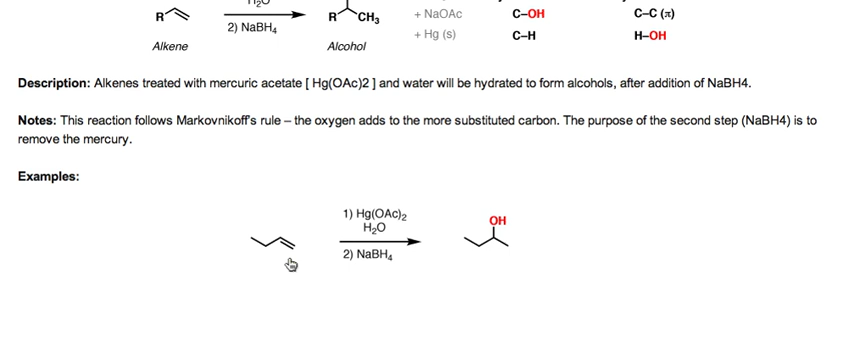 H₂O
R
2) NaBH₄
R
CH₃
+ NaOAc
C–OH
C–C (π)
+ Hg (s)
C–H
H–OH
Alkene
Alcohol
Description: Alkenes treated with mercuric acetate [ Hg(OAc)2 ] and water will be hydrated to form alcohols, after addition of NaBH4.
Notes: This reaction follows Markovnikoff's rule – the oxygen adds to the more substituted carbon. The purpose of the second step (NaBH4) is to
remove the mercury.
Examples:
1) Hg(OAc)₂
H₂O
2) NaBH₄
OH